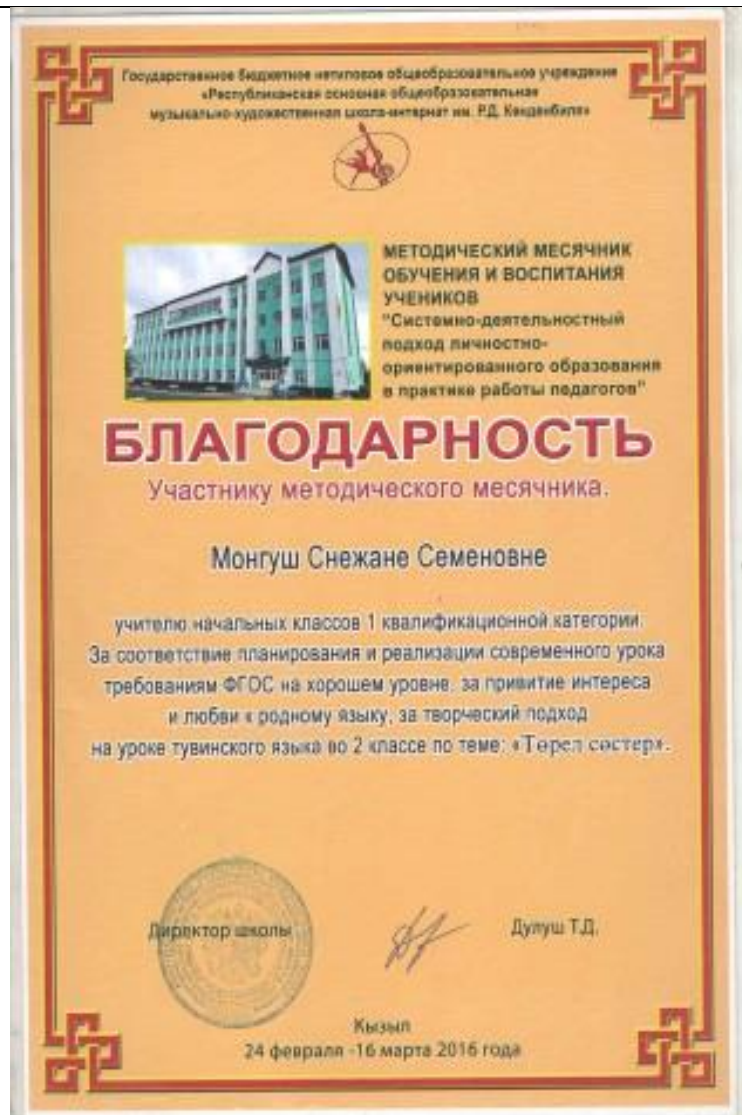 Государственное бюджетное нетиповое общеобразовательное учреждение
«Республиканская основная общеобразовательная
музыкально-художественная школа-интернат им. Р.Д. Кенденбиля»
МЕТОДИЧЕСКИЙ МЕСЯЧНИК
ОБУЧЕНИЯ И ВОСПИТАНИЯ
УЧЕНИКОВ
"Системно-деятельностный
подход личностно-
ориентированного образования
в практике работы педагогов"
БЛАГОДАРНОСТЬ
Участнику методического месячника.
Монгуш Снежане Семеновне
учителю начальных классов 1 квалификационной категории.
За соответствие планирования и реализации современного урока
требованиям ФГОС на хорошем уровне, за привитие интереса
и любви к родному языку, за творческий подход
на уроке тувинского языка во 2 классе по теме: «Төрел сөстер».
Директор школы
Дулуш Т.Д.
Кызыл
24 февраля -16 марта 2016 года